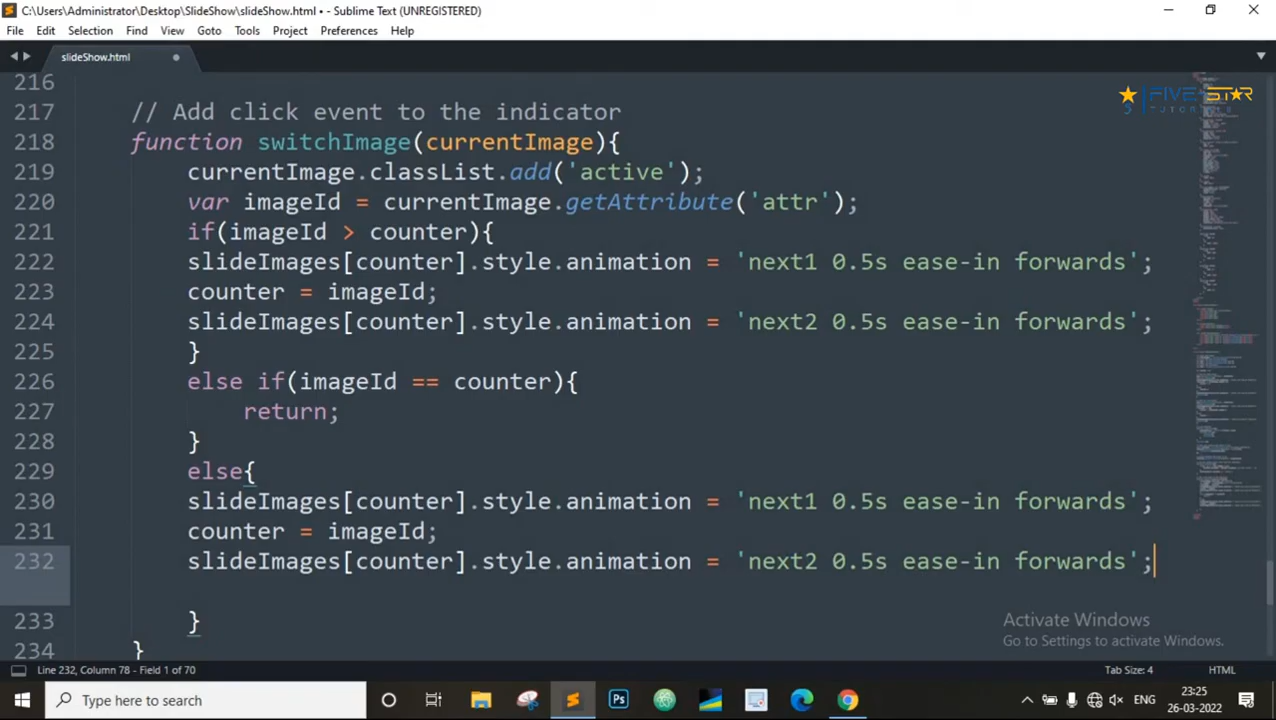 C:\Users\Administrator\Desktop\SlideShow\slideShow.html • - Sublime Text (UNREGISTERED)
File Edit Selection Find View Goto Tools Project Preferences Help
slideShow.html
FIVE STAR
TUTORIALS
216
217 // Add click event to the indicator
218 function switchImage(currentImage){
219 currentImage.classList.add('active');
220 var imageId = currentImage.getAttribute('attr');
221 if(imageId > counter){
222 slideImages[counter].style.animation = 'next1 0.5s ease-in forwards';
223 counter = imageId;
224 slideImages[counter].style.animation = 'next2 0.5s ease-in forwards';
225 }
226 else if(imageId == counter){
227 return;
228 }
229 else{
230 slideImages[counter].style.animation = 'next1 0.5s ease-in forwards';
231 counter = imageId;
232 slideImages[counter].style.animation = 'next2 0.5s ease-in forwards';
233 }
234 }
Activate Windows
Go to Settings to activate Windows.
Line 232, Column 78 - Field 1 of 70
Tab Size: 4
HTML
Type here to search
Ps
ENG
23:25
26-03-2022